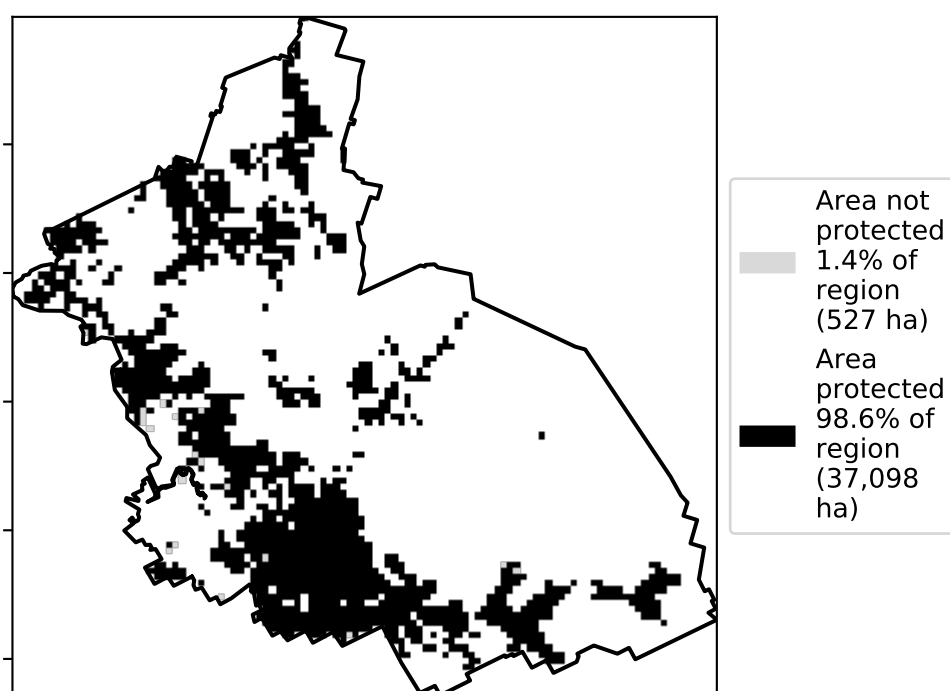 Area not
protected
1.4% of
region
(527 ha)
Area
protected
98.6% of
region
(37,098
ha)